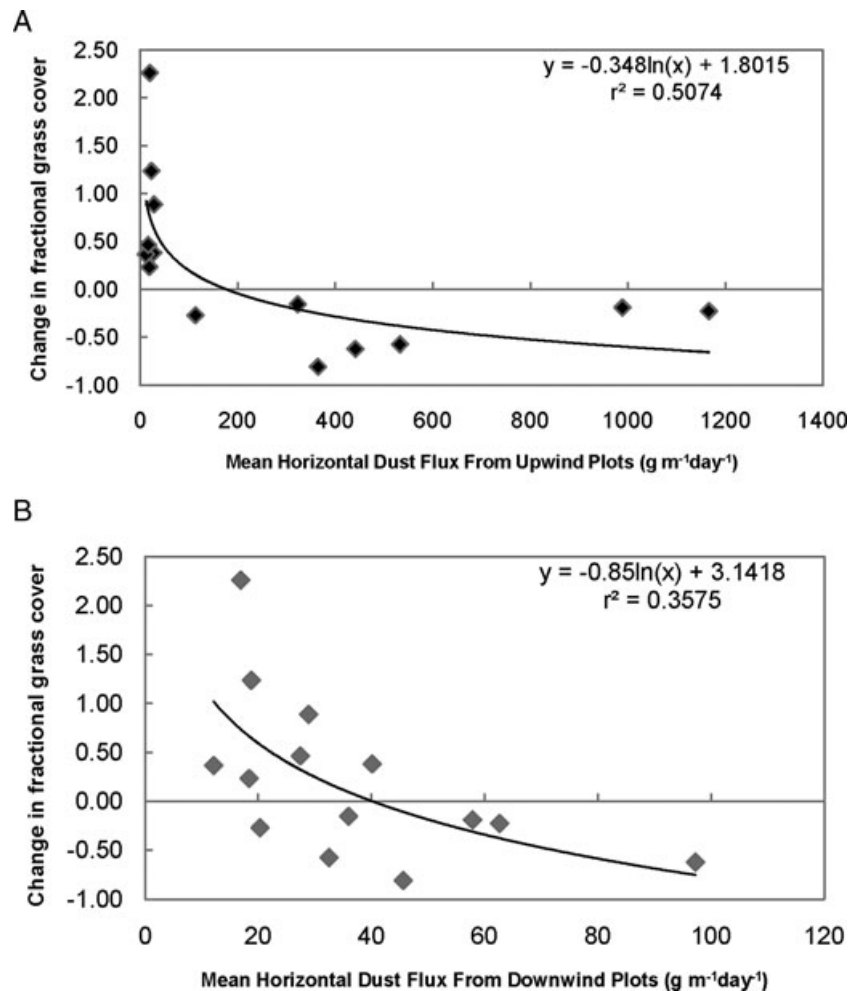 A
2.50
2.00
1.50
1.00
0.50
0.00
-0.50
-1.00
Change in fractional grass cover
y = -0.348ln(x) + 1.8015
r² = 0.5074
0 200 400 600 800 1000 1200 1400
Mean Horizontal Dust Flux From Upwind Plots (g m⁻¹day⁻¹)
B
2.50
2.00
1.50
1.00
0.50
0.00
-0.50
-1.00
Change in fractional grass cover
y = -0.85ln(x) + 3.1418
r² = 0.3575
0 20 40 60 80 100 120
Mean Horizontal Dust Flux From Downwind Plots (g m⁻¹day⁻¹)